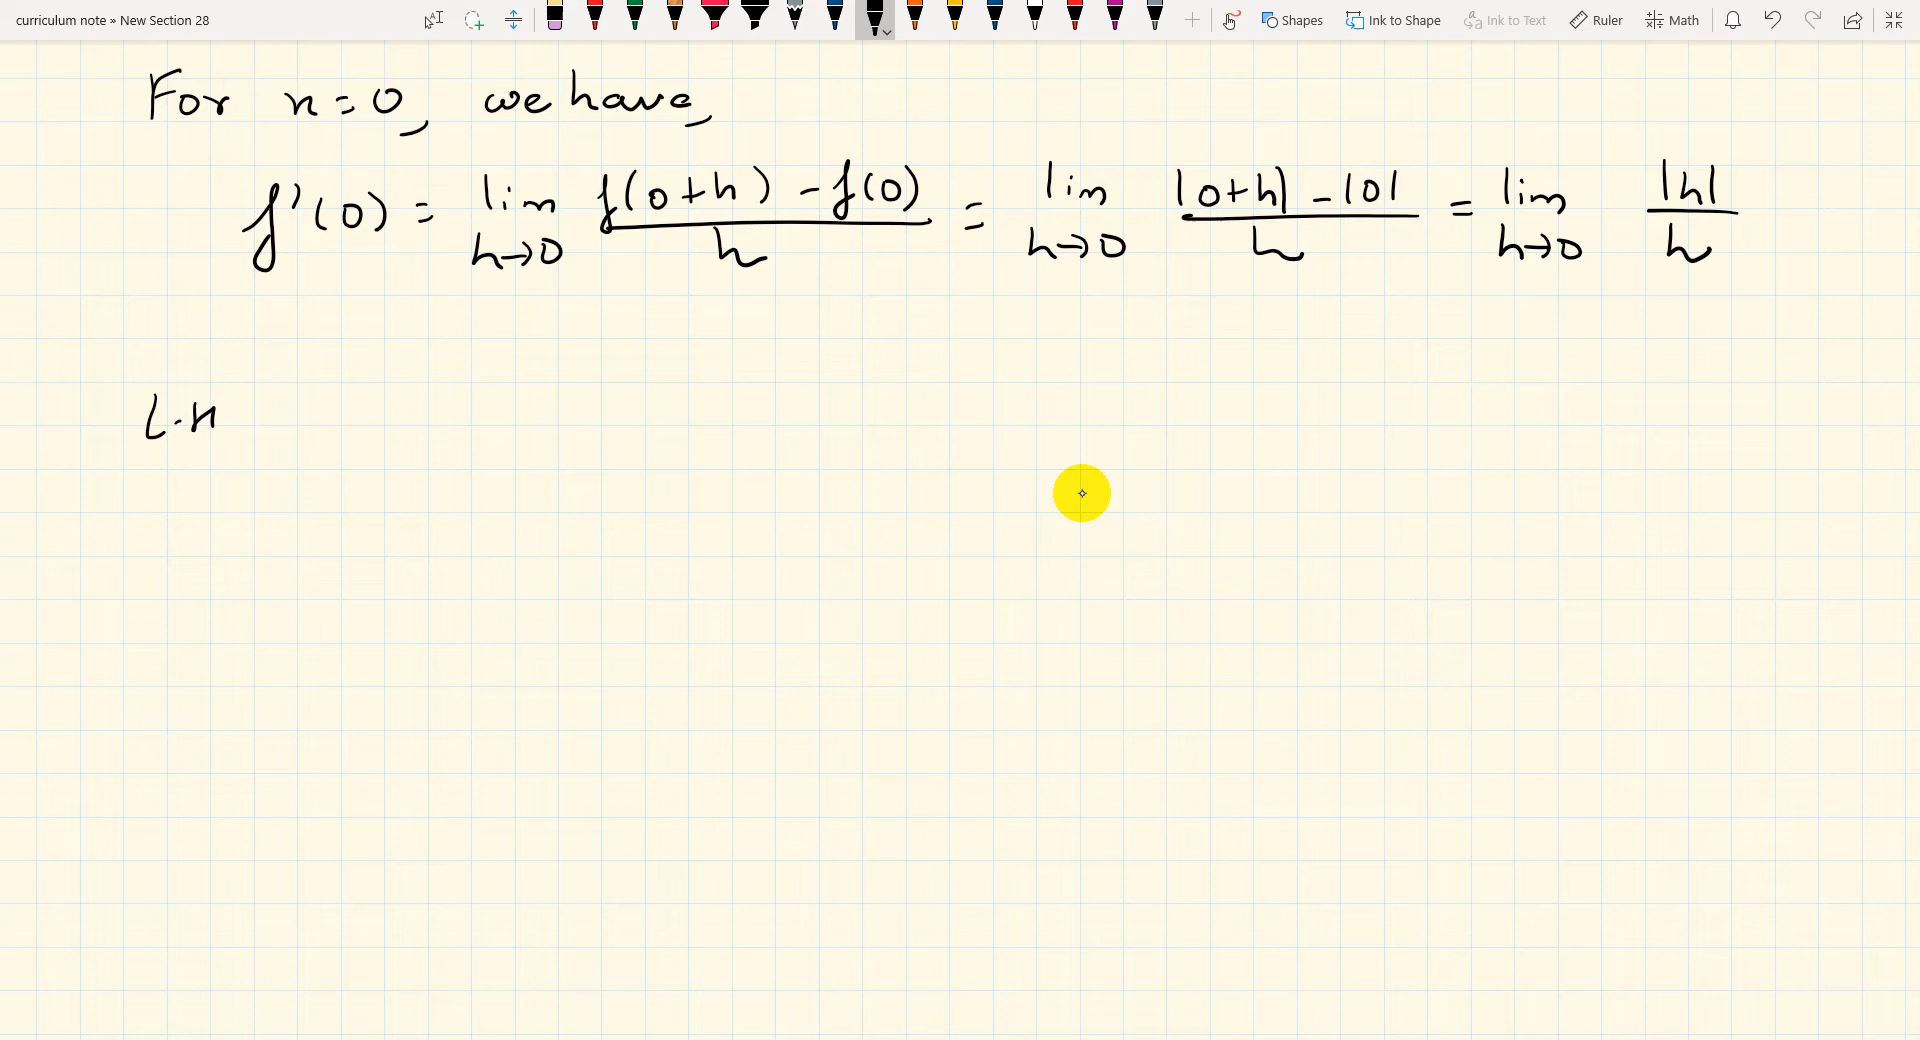 curriculum note » New Section 28 Shapes Ink to Shape Ink to Text Ruler Math
For x = 0, we have,
f'(0) = lim h→0 f(0+h) - f(0) / h = lim h→0 |0+h| - |0| / h = lim h→0 |h| / h
L.H